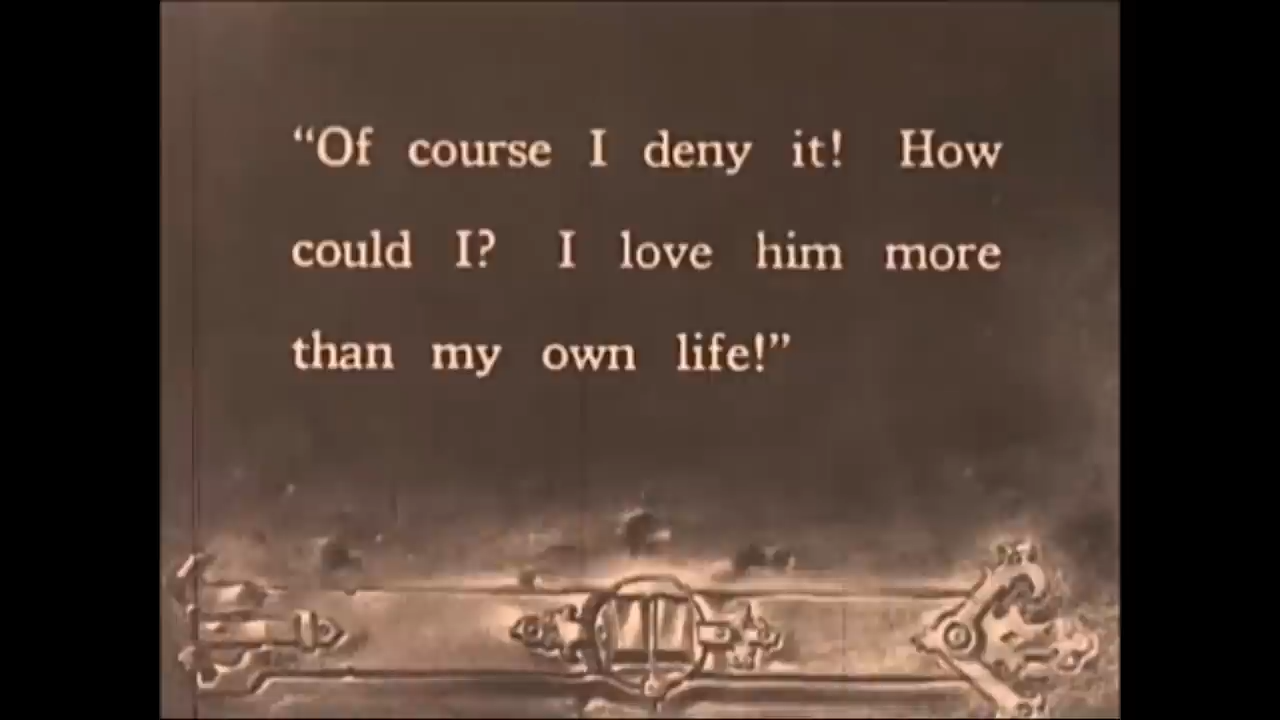 “Of course I deny it! How
could I? I love him more
than my own life!”